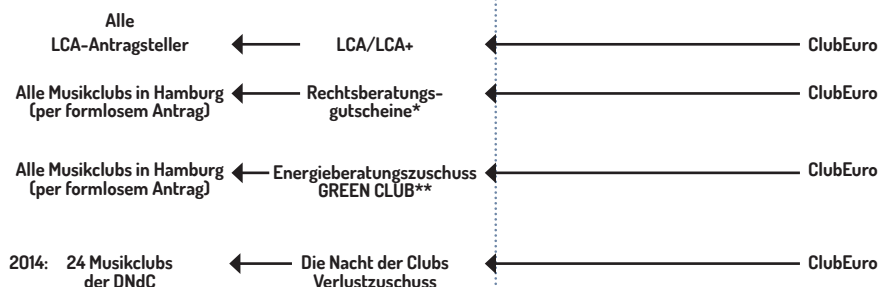 Alle
LCA-Antragsteller LCA/LCA+ ClubEuro
Alle Musikclubs in Hamburg Rechtsberatungs- ClubEuro
(per formlosem Antrag) gutscheine*
Alle Musikclubs in Hamburg Energieberatungszuschuss ClubEuro
(per formlosem Antrag) GREEN CLUB**
2014: 24 Musikclubs Die Nacht der Clubs ClubEuro
der DNdC Verlustzuschuss